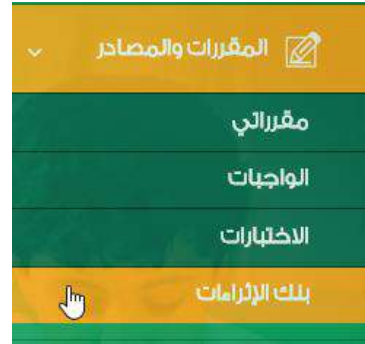 المقررات والمصادر
مقرراتي
الواجبات
الاختبارات
بنك الإثراءات